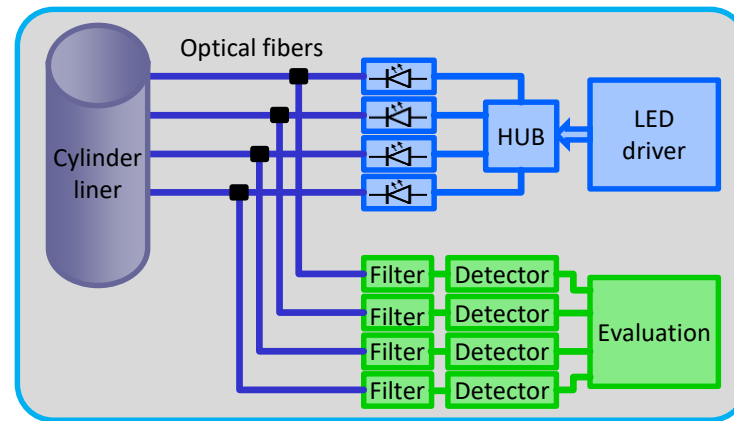 Optical fibers
Cylinder
liner
HUB
LED
driver
Filter
Detector
Filter
Detector
Filter
Detector
Filter
Detector
Evaluation